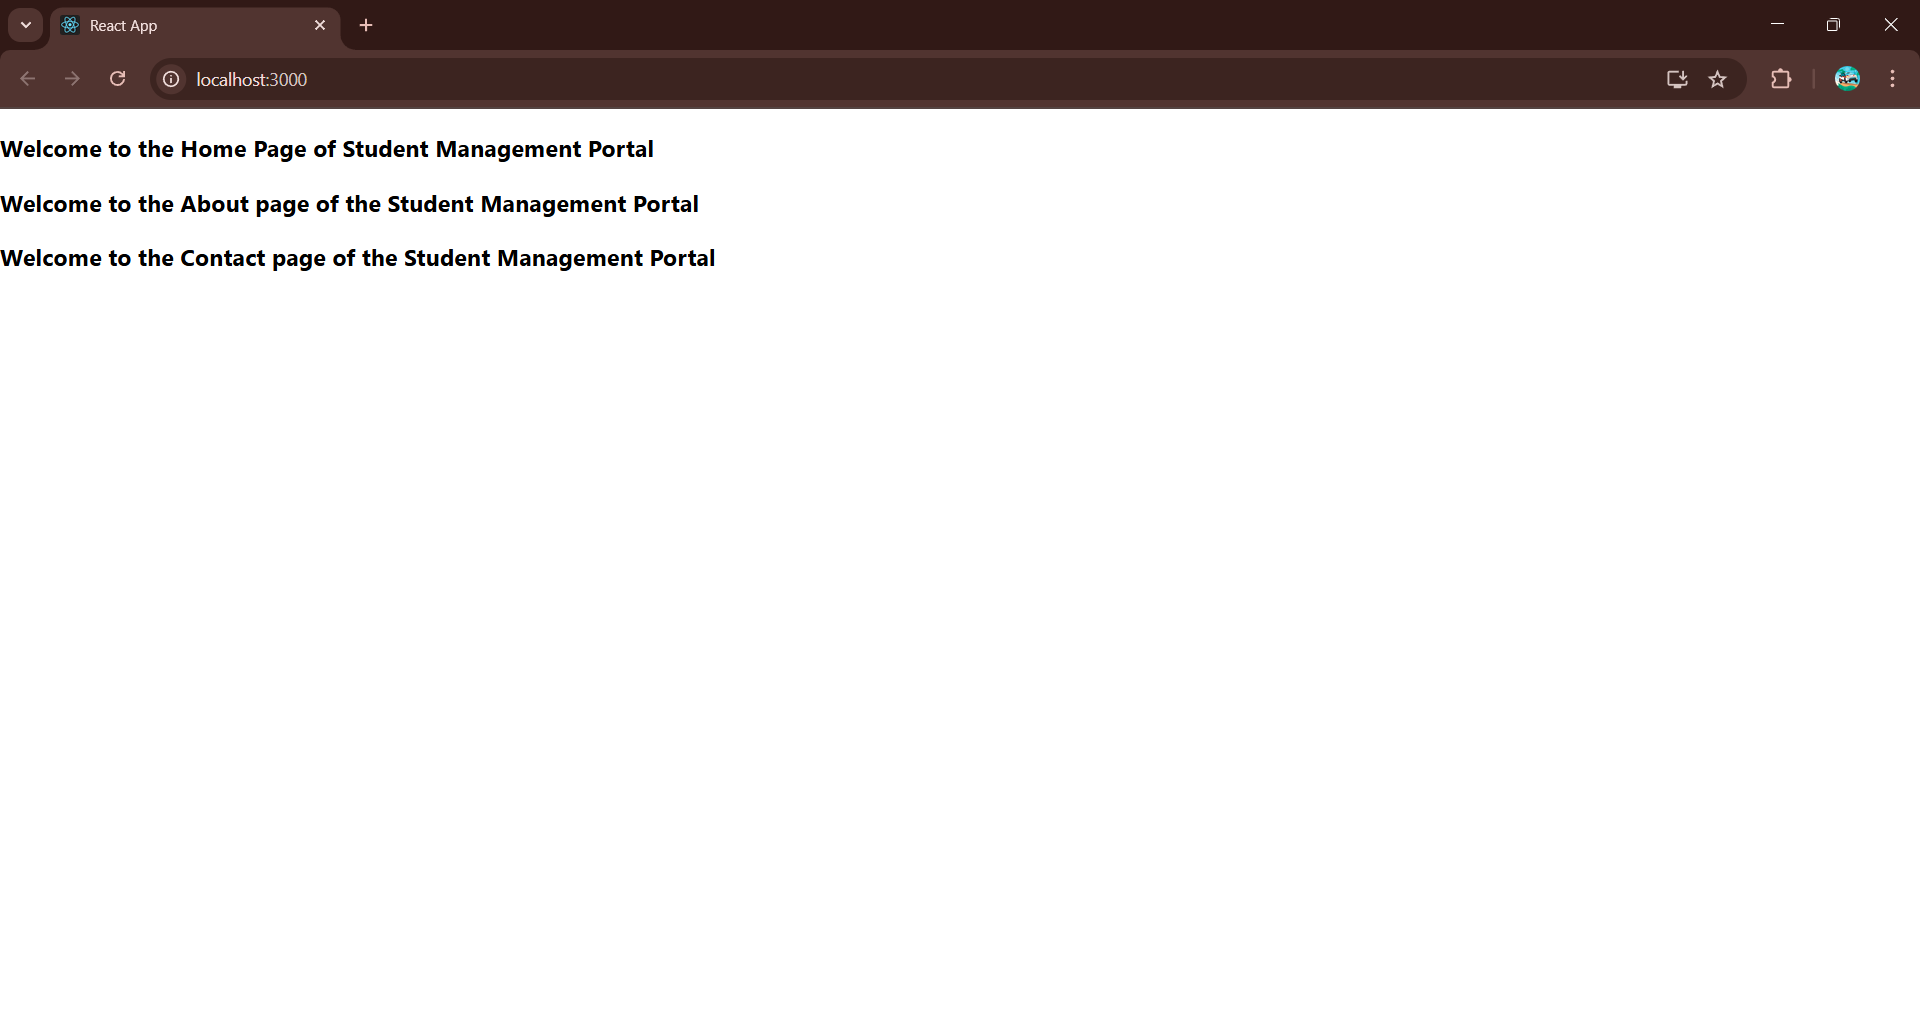 React App
localhost:3000
Welcome to the Home Page of Student Management Portal
Welcome to the About page of the Student Management Portal
Welcome to the Contact page of the Student Management Portal